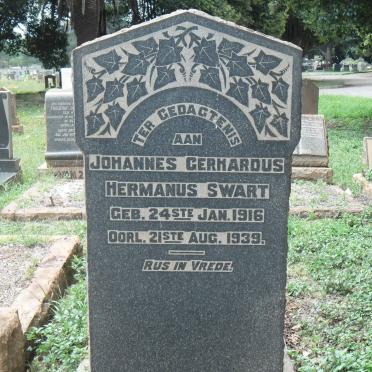 TER GEDAGTENIS
AAN
JOHANNES GERHARDUS
HERMANUS SWART
GEB. 24STE JAN. 1916
OORL. 21STE AUG. 1939.
RUS IN VREDE.